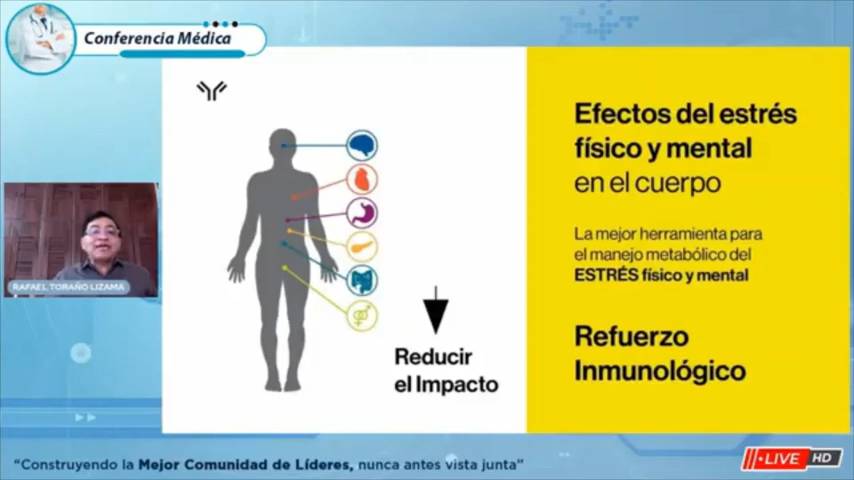 Conferencia Médica
Efectos del estrés
físico y mental
en el cuerpo
La mejor herramienta para
el manejo metabólico del
ESTRÉS físico y mental
RAFAEL TORAÑO LIZAMA
Reducir
el Impacto
Refuerzo
Inmunológico
"Construyendo la Mejor Comunidad de Líderes, nunca antes vista junta"
LIVE HD